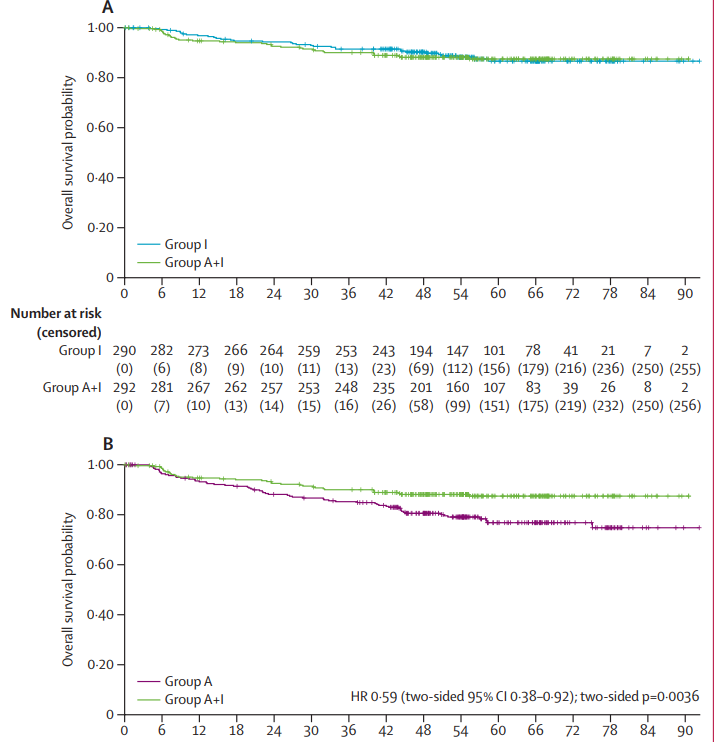 A
1·00
0·80
0·60
0·40
0·20
0
Overall survival probability
Group I
Group A+I
0 6 12 18 24 30 36 42 48 54 60 66 72 78 84 90
Number at risk
(censored)
Group I 290 282 273 266 264 259 253 243 194 147 101 78 41 21 7 2
(0) (6) (8) (9) (10) (11) (13) (23) (69) (112) (156) (179) (216) (236) (250) (255)
Group A+I 292 281 267 262 257 253 248 235 201 160 107 83 39 26 8 2
(0) (7) (10) (13) (14) (15) (16) (26) (58) (99) (151) (175) (219) (232) (250) (256)
B
1·00
0·80
0·60
0·40
0·20
0
Overall survival probability
Group A
Group A+I
HR 0·59 (two-sided 95% CI 0·38–0·92); two-sided p=0·0036
0 6 12 18 24 30 36 42 48 54 60 66 72 78 84 90